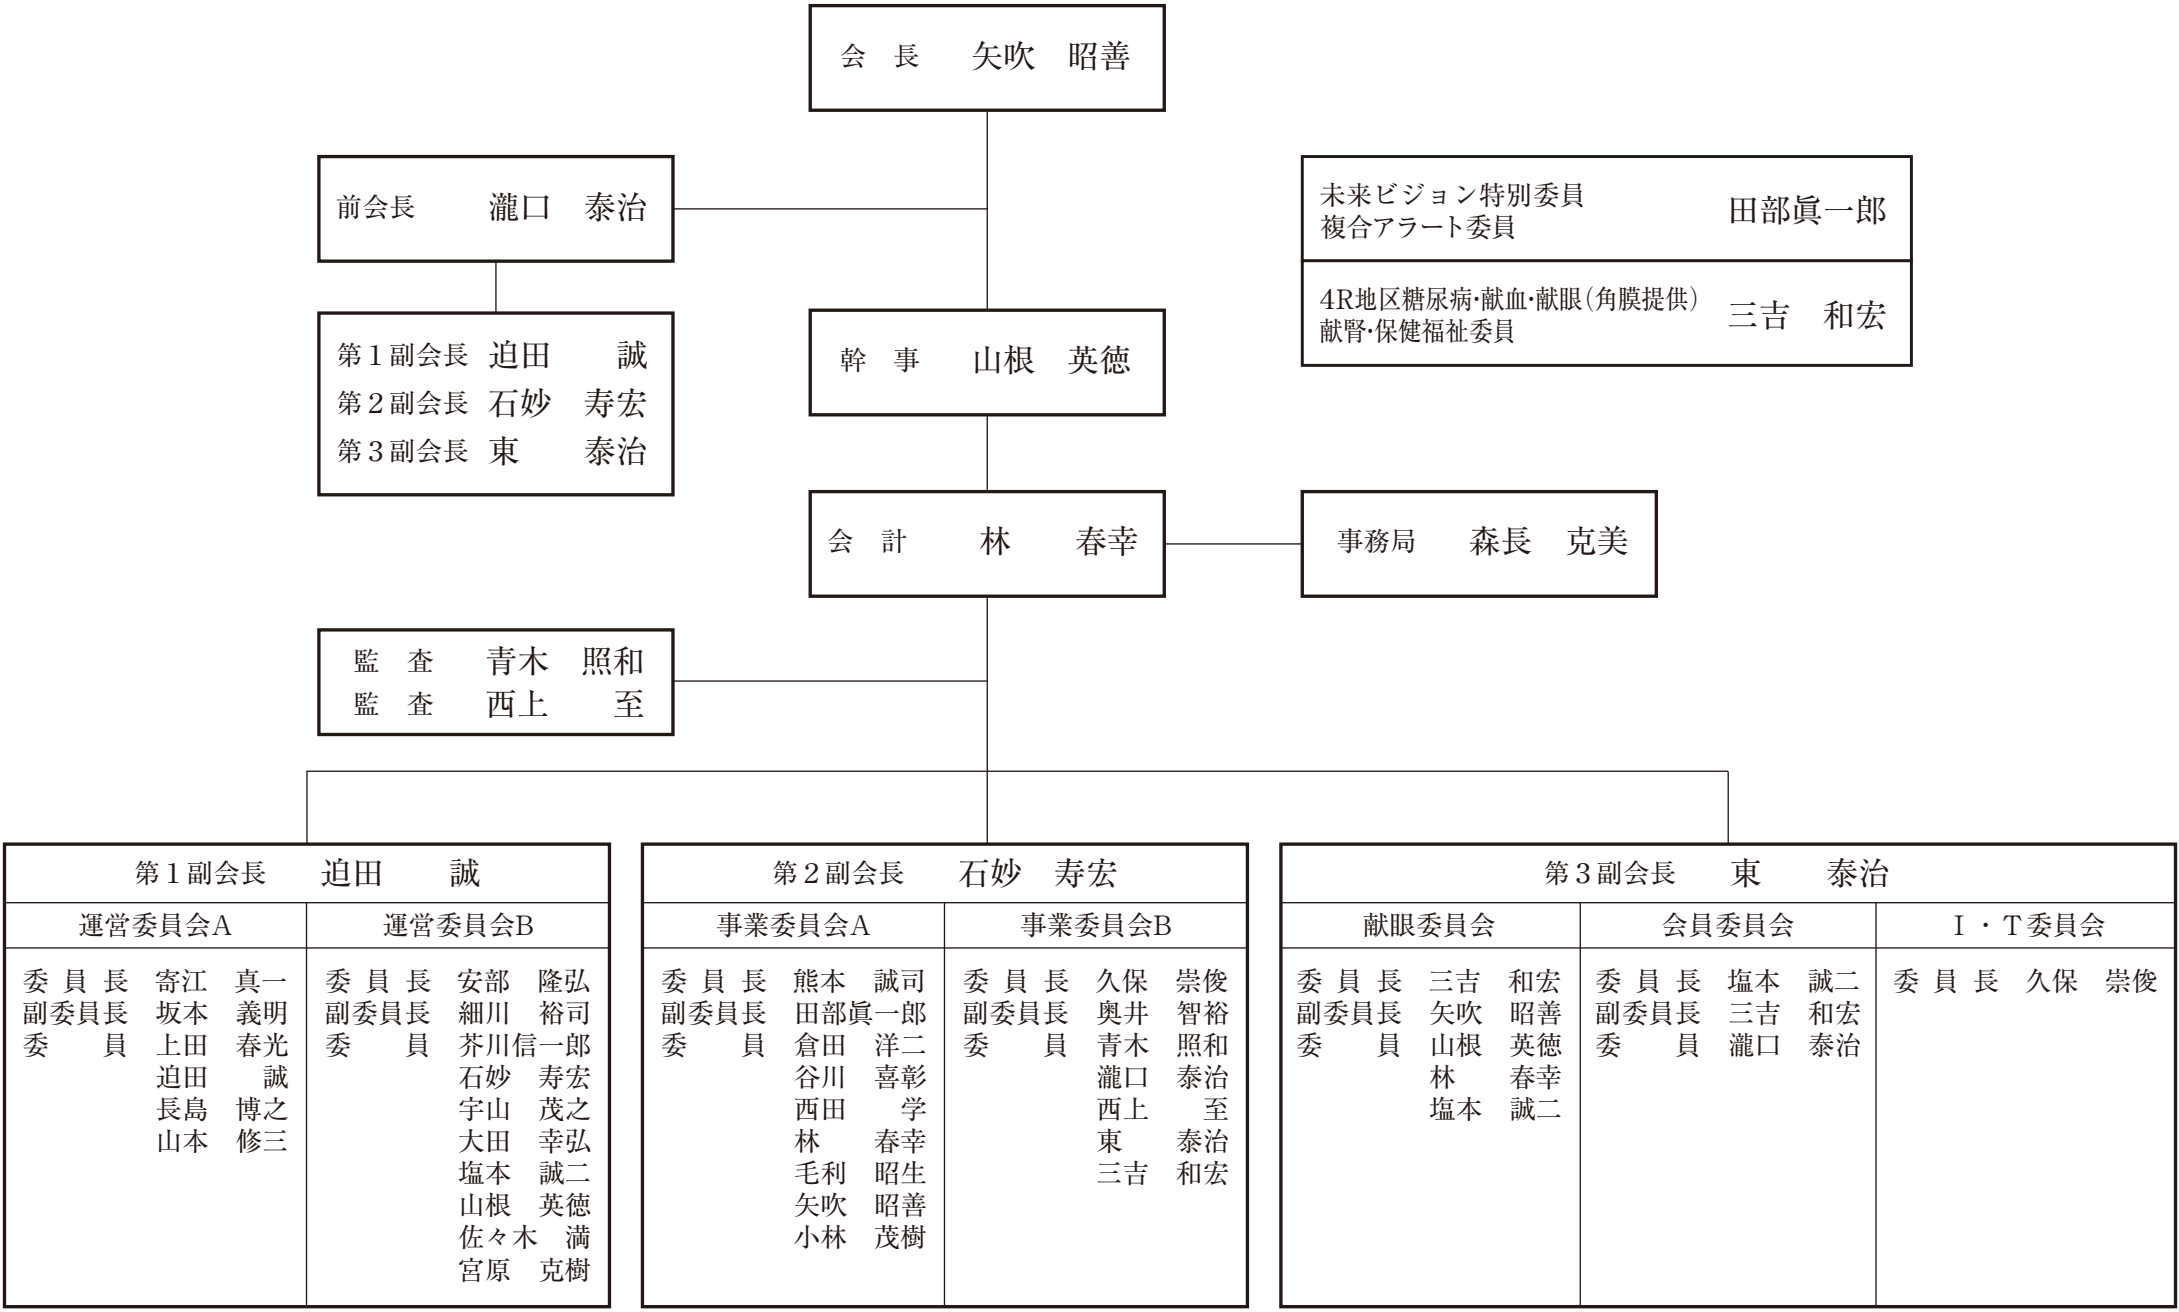 会　長　矢吹　昭善
前会長　瀧口　泰治
未来ビジョン特別委員
複合アラート委員
田部眞一郎
4R地区糖尿病・献血・献眼（角膜提供）
献腎・保健福祉委員
三吉　和宏
第１副会長　迫田　　誠
第２副会長　石妙　寿宏
第３副会長　東　　泰治
幹　事　山根　英徳
会　計　林　　春幸
事務局　森長　克美
監　査　青木　照和
監　査　西上　　至
第１副会長　迫田　　誠
運営委員会A
委員長　寄江　真一
副委員長　坂本　義明
委　員　上田　春光
迫田　　誠
長島　博之
山本　修三
運営委員会B
委員長　安部　隆弘
副委員長　細川　裕司
委　員　芥川信一郎
石妙　寿宏
宇山　茂之
大田　幸弘
塩本　誠二
山根　英徳
佐々木　満
宮原　克樹
第２副会長　石妙　寿宏
事業委員会A
委員長　熊本　誠司
副委員長　田部眞一郎
委　員　倉田　洋二
谷川　喜彰
西田　　学
林　　春幸
毛利　昭生
矢吹　昭善
小林　茂樹
事業委員会B
委員長　久保　崇俊
副委員長　奥井　智裕
委　員　青木　照和
瀧口　泰治
西上　　至
東　　泰治
三吉　和宏
第３副会長　東　　泰治
献眼委員会
委員長　三吉　和宏
副委員長　矢吹　昭善
委　員　山根　英徳
林　　春幸
塩本　誠二
会員委員会
委員長　塩本　誠二
副委員長　三吉　和宏
委　員　瀧口　泰治
Ｉ・Ｔ委員会
委員長　久保　崇俊